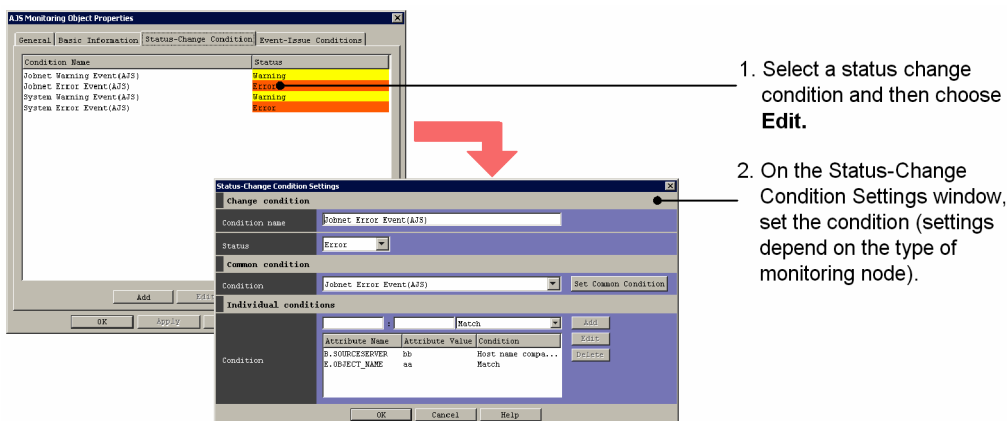 AJS Monitoring Object Properties
General Basic Information Status-Change Condition Event-Issue Conditions
Condition Name Status
Jobnet Warning Event(AJS) Warning
Jobnet Error Event(AJS) Error
System Warning Event(AJS) Warning
System Error Event(AJS) Error
Add Edit
OK Apply
1. Select a status change
condition and then choose
Edit.
2. On the Status-Change
Condition Settings window,
set the condition (settings
depend on the type of
monitoring node).
Status-Change Condition Settings
Change condition
Condition name Jobnet Error Event(AJS)
Status Error
Common condition
Condition Jobnet Error Event(AJS) Set Common Condition
Individual conditions
: Match Add
Attribute Name Attribute Value Condition Edit
Condition B.SOURCESERVER bb Host name compa... Delete
E.OBJECT_NAME aa Match
OK Cancel Help